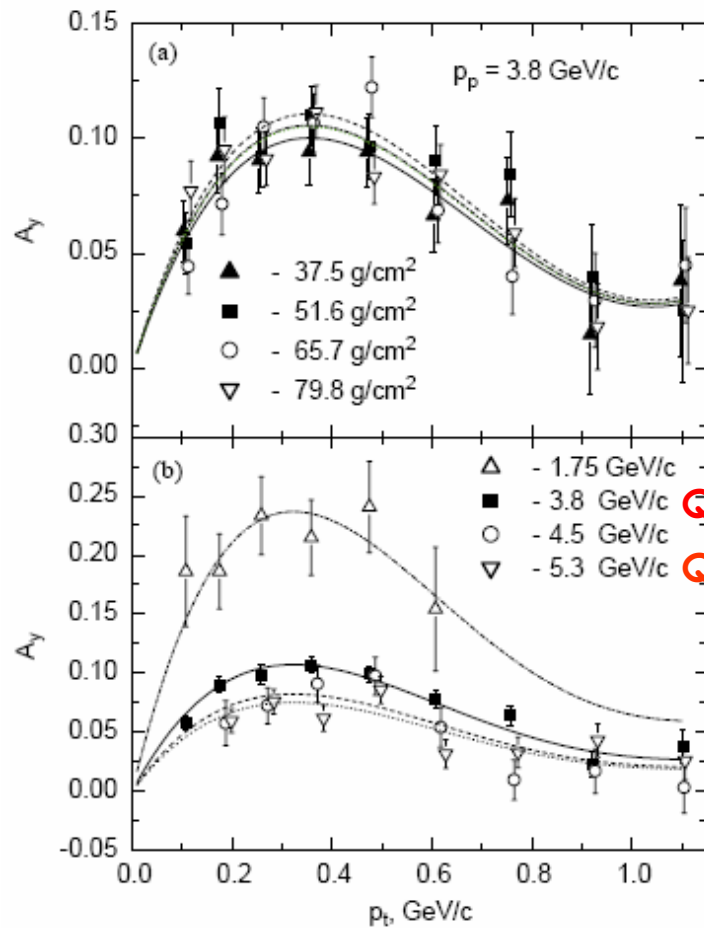 0.15
(a)
p_p = 3.8 GeV/c
0.10
A_y
0.05
▲ - 37.5 g/cm²
■ - 51.6 g/cm²
○ - 65.7 g/cm²
▽ - 79.8 g/cm²
0.00
0.30
(b)
△ - 1.75 GeV/c
0.25
■ - 3.8 GeV/c
○ - 4.5 GeV/c
0.20
▽ - 5.3 GeV/c
0.15
A_y
0.10
0.05
0.00
-0.05
0.0 0.2 0.4 0.6 0.8 1.0
p_t, GeV/c